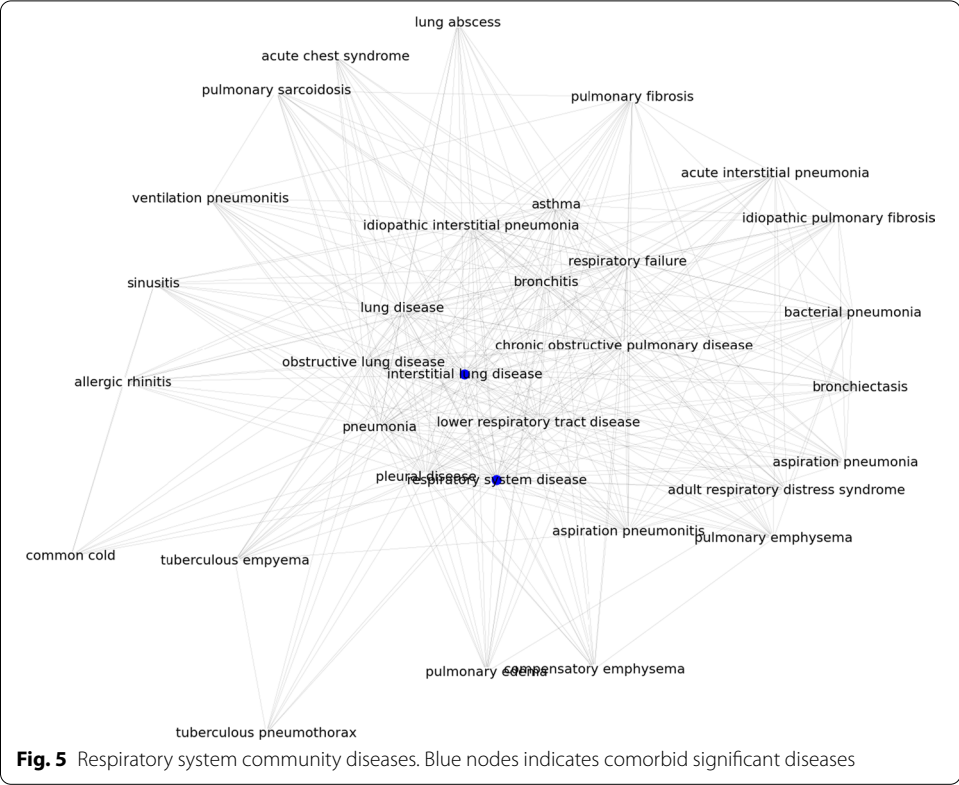 lung abscess
acute chest syndrome
pulmonary sarcoidosis
pulmonary fibrosis
acute interstitial pneumonia
ventilation pneumonitis
asthma
idiopathic pulmonary fibrosis
idiopathic interstitial pneumonia
respiratory failure
sinusitis
bronchitis
lung disease
bacterial pneumonia
chronic obstructive pulmonary disease
obstructive lung disease
interstitial lung disease
allergic rhinitis
bronchiectasis
lower respiratory tract disease
pneumonia
aspiration pneumonia
pleural disease
respiratory system disease
adult respiratory distress syndrome
aspiration pneumonitis
pulmonary emphysema
common cold
tuberculous empyema
compensatory emphysema
pulmonary edema
tuberculous pneumothorax
Fig. 5 Respiratory system community diseases. Blue nodes indicates comorbid significant diseases